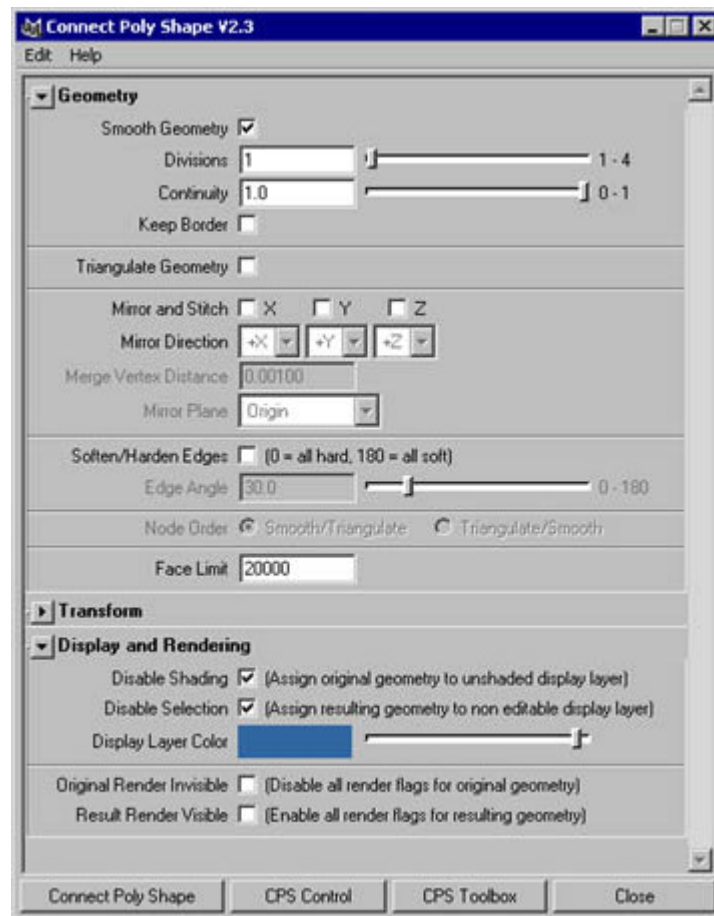 Connect Poly Shape V2.3
Edit Help
Geometry
Smooth Geometry
Divisions 1 1 - 4
Continuity 1.0 0 - 1
Keep Border
Triangulate Geometry
Mirror and Stitch X Y Z
Mirror Direction +X +Y +Z
Merge Vertex Distance 0.00100
Mirror Plane Origin
Soften/Harden Edges (0 = all hard, 180 = all soft)
Edge Angle 30.0 0 - 180
Node Order Smooth/Triangulate Triangulate/Smooth
Face Limit 20000
Transform
Display and Rendering
Disable Shading (Assign original geometry to unshaded display layer)
Disable Selection (Assign resulting geometry to non editable display layer)
Display Layer Color
Original Render Invisible (Disable all render flags for original geometry)
Result Render Visible (Enable all render flags for resulting geometry)
Connect Poly Shape CPS Control CPS Toolbox Close